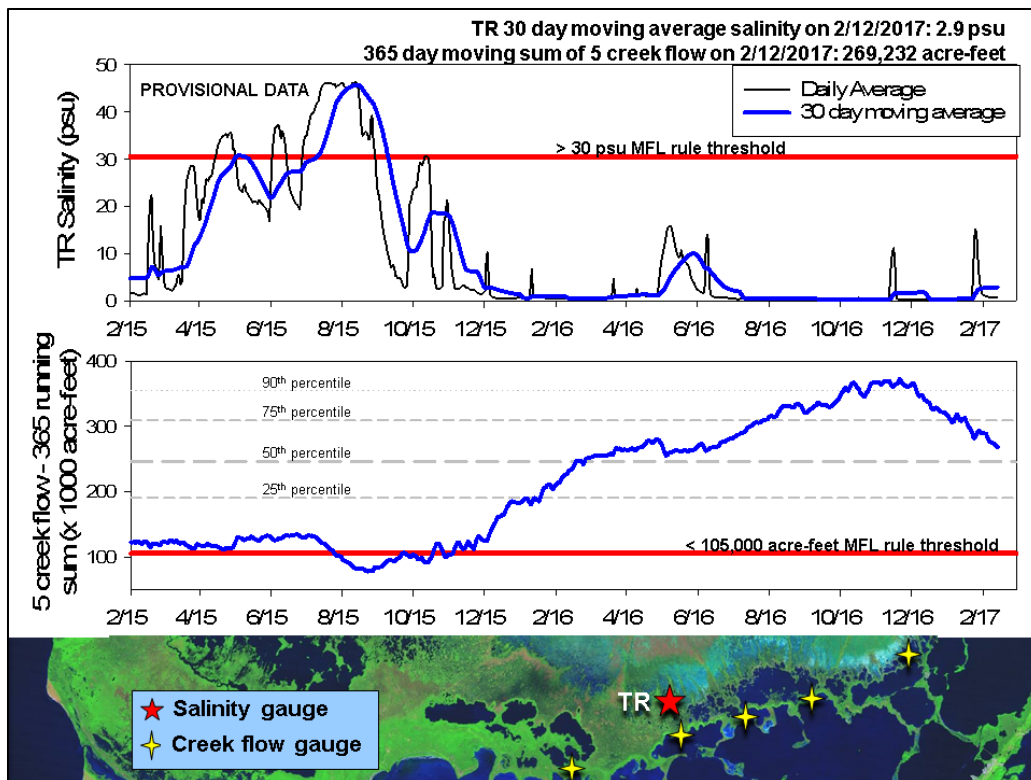 TR 30 day moving average salinity on 2/12/2017: 2.9 psu
365 day moving sum of 5 creek flow on 2/12/2017: 269,232 acre-feet
PROVISIONAL DATA
Daily Average
30 day moving average
> 30 psu MFL rule threshold
TR Salinity (psu)
50
40
30
20
10
0
2/15 4/15 6/15 8/15 10/15 12/15 2/16 4/16 6/16 8/16 10/16 12/16 2/17
5 creek flow - 365 running
sum (x 1000 acre-feet)
400
300
200
100
90th percentile
75th percentile
50th percentile
25th percentile
< 105,000 acre-feet MFL rule threshold
2/15 4/15 6/15 8/15 10/15 12/15 2/16 4/16 6/16 8/16 10/16 12/16 2/17
TR
Salinity gauge
Creek flow gauge